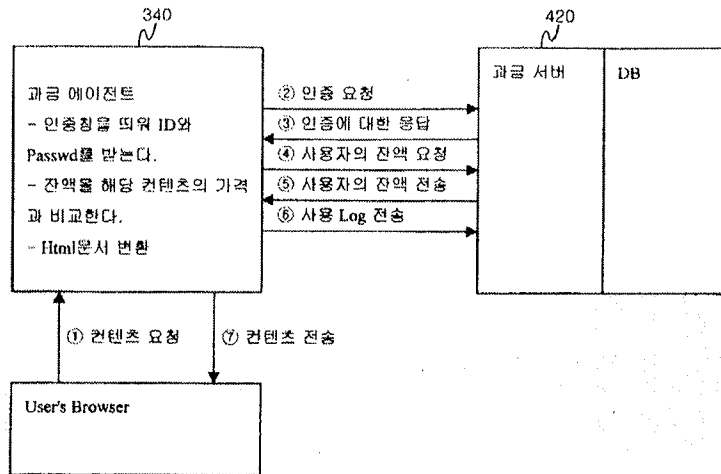 340
420
과금 에이전트
- 인증창을 띄워 ID와
Passwd를 받는다.
- 잔액을 해당 컨텐츠의 가격
과 비교한다.
- Html문서 변환
② 인증 요청
③ 인증에 대한 응답
④ 사용자의 잔액 요청
⑤ 사용자의 잔액 전송
⑥ 사용 Log 전송
과금 서버
DB
① 컨텐츠 요청
⑦ 컨텐츠 전송
User's Browser